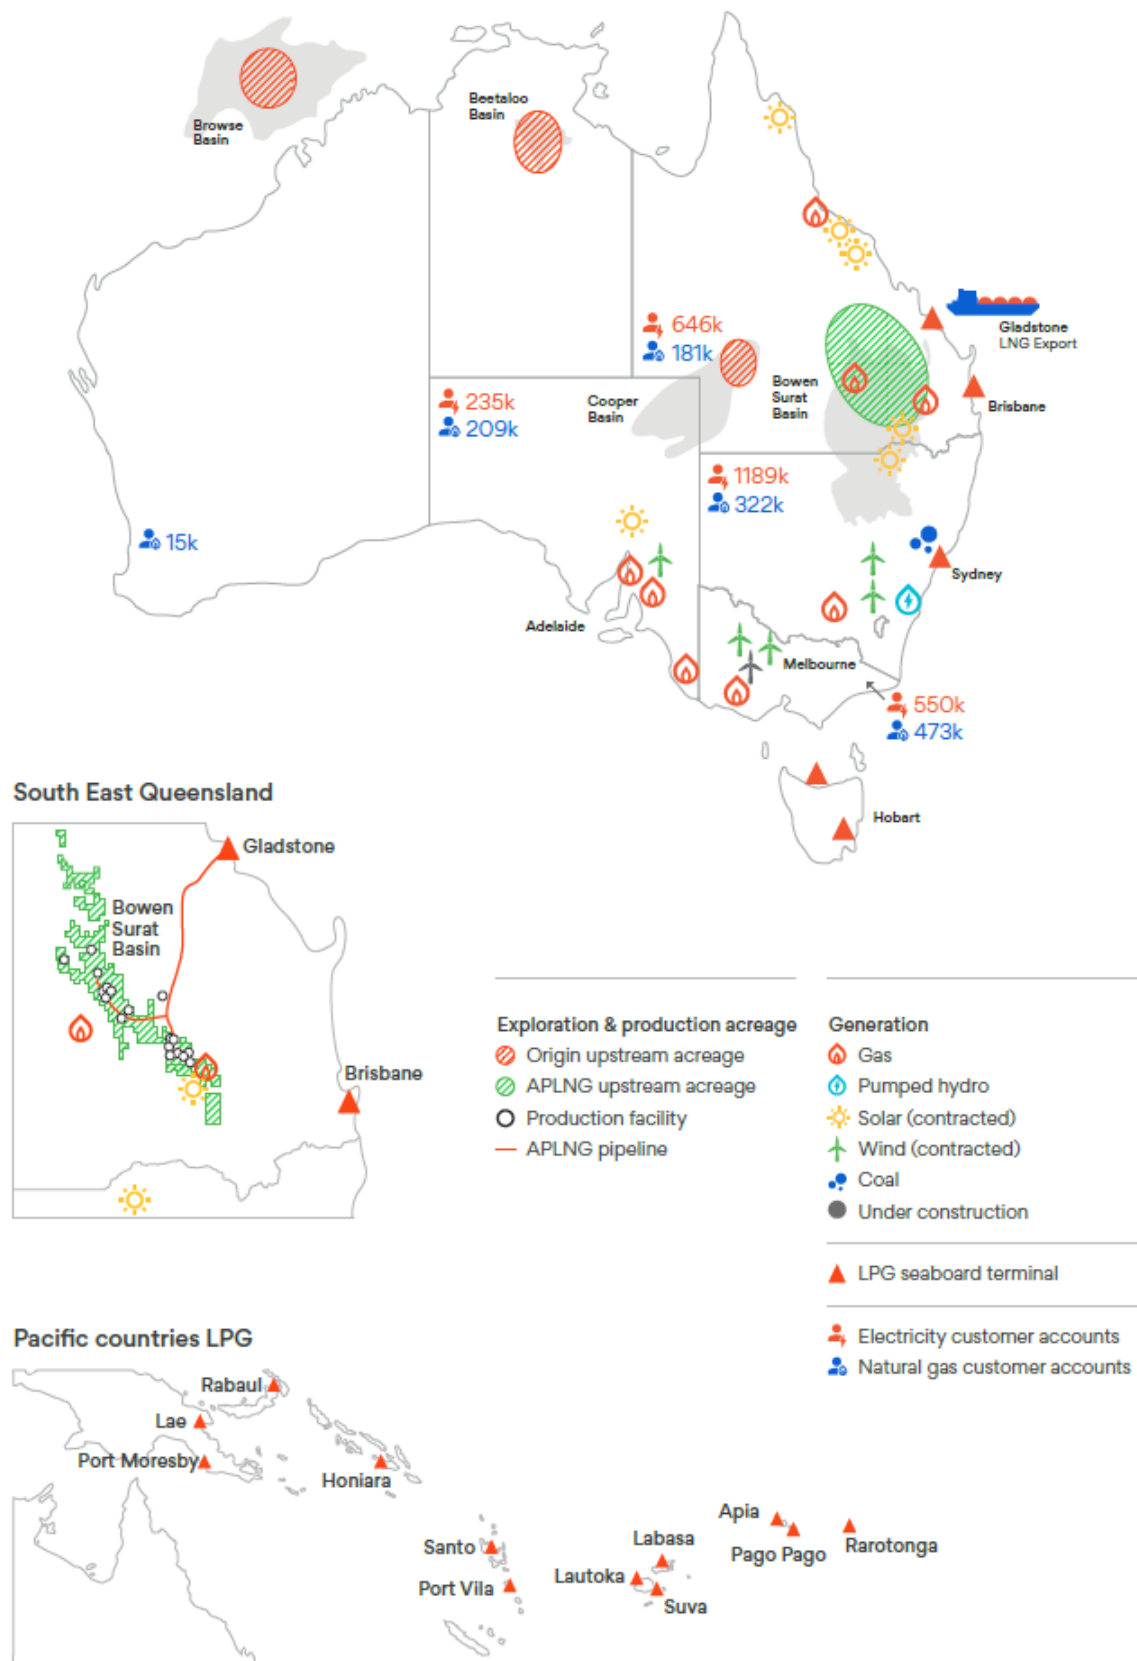 Browse
Basin
Beetaloo
Basin
646k
181k
Gladstone
LNG Export
235k
209k
Cooper
Basin
Bowen
Surat
Basin
Brisbane
1189k
322k
15k
Sydney
Adelaide
Melbourne
550k
473k
Hobart
South East Queensland
Gladstone
Bowen
Surat
Basin
Brisbane
Exploration & production acreage
Origin upstream acreage
APLNG upstream acreage
Production facility
APLNG pipeline
Generation
Gas
Pumped hydro
Solar (contracted)
Wind (contracted)
Coal
Under construction
LPG seaboard terminal
Electricity customer accounts
Natural gas customer accounts
Pacific countries LPG
Rabaul
Lae
Port Moresby
Honiara
Apia
Santo
Labasa
Pago Pago
Rarotonga
Port Vila
Lautoka
Suva